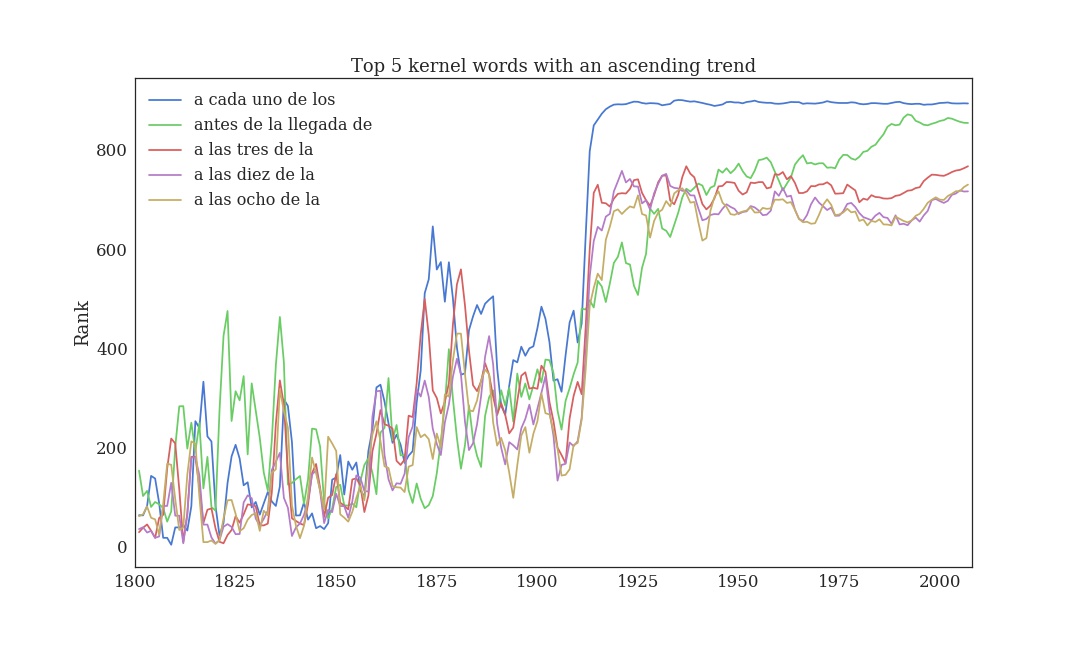 Top 5 kernel words with an ascending trend
a cada uno de los
antes de la llegada de
a las tres de la
a las diez de la
a las ocho de la
Rank
800
600
400
200
0
1800 1825 1850 1875 1900 1925 1950 1975 2000